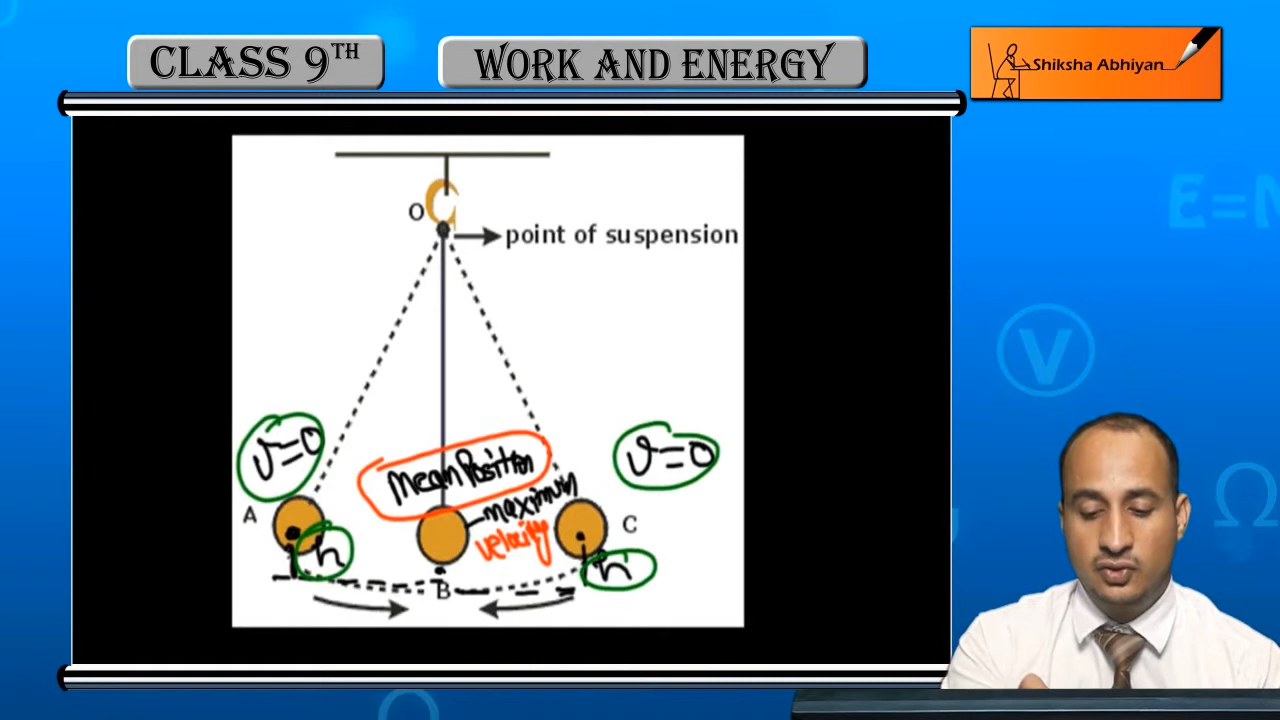 CLASS 9TH
WORK AND ENERGY
Shiksha Abhiyan
E=
O
point of suspension
V
v=0
mean Position
v=0
maximum
velocity
A
C
h
h
B
Ω